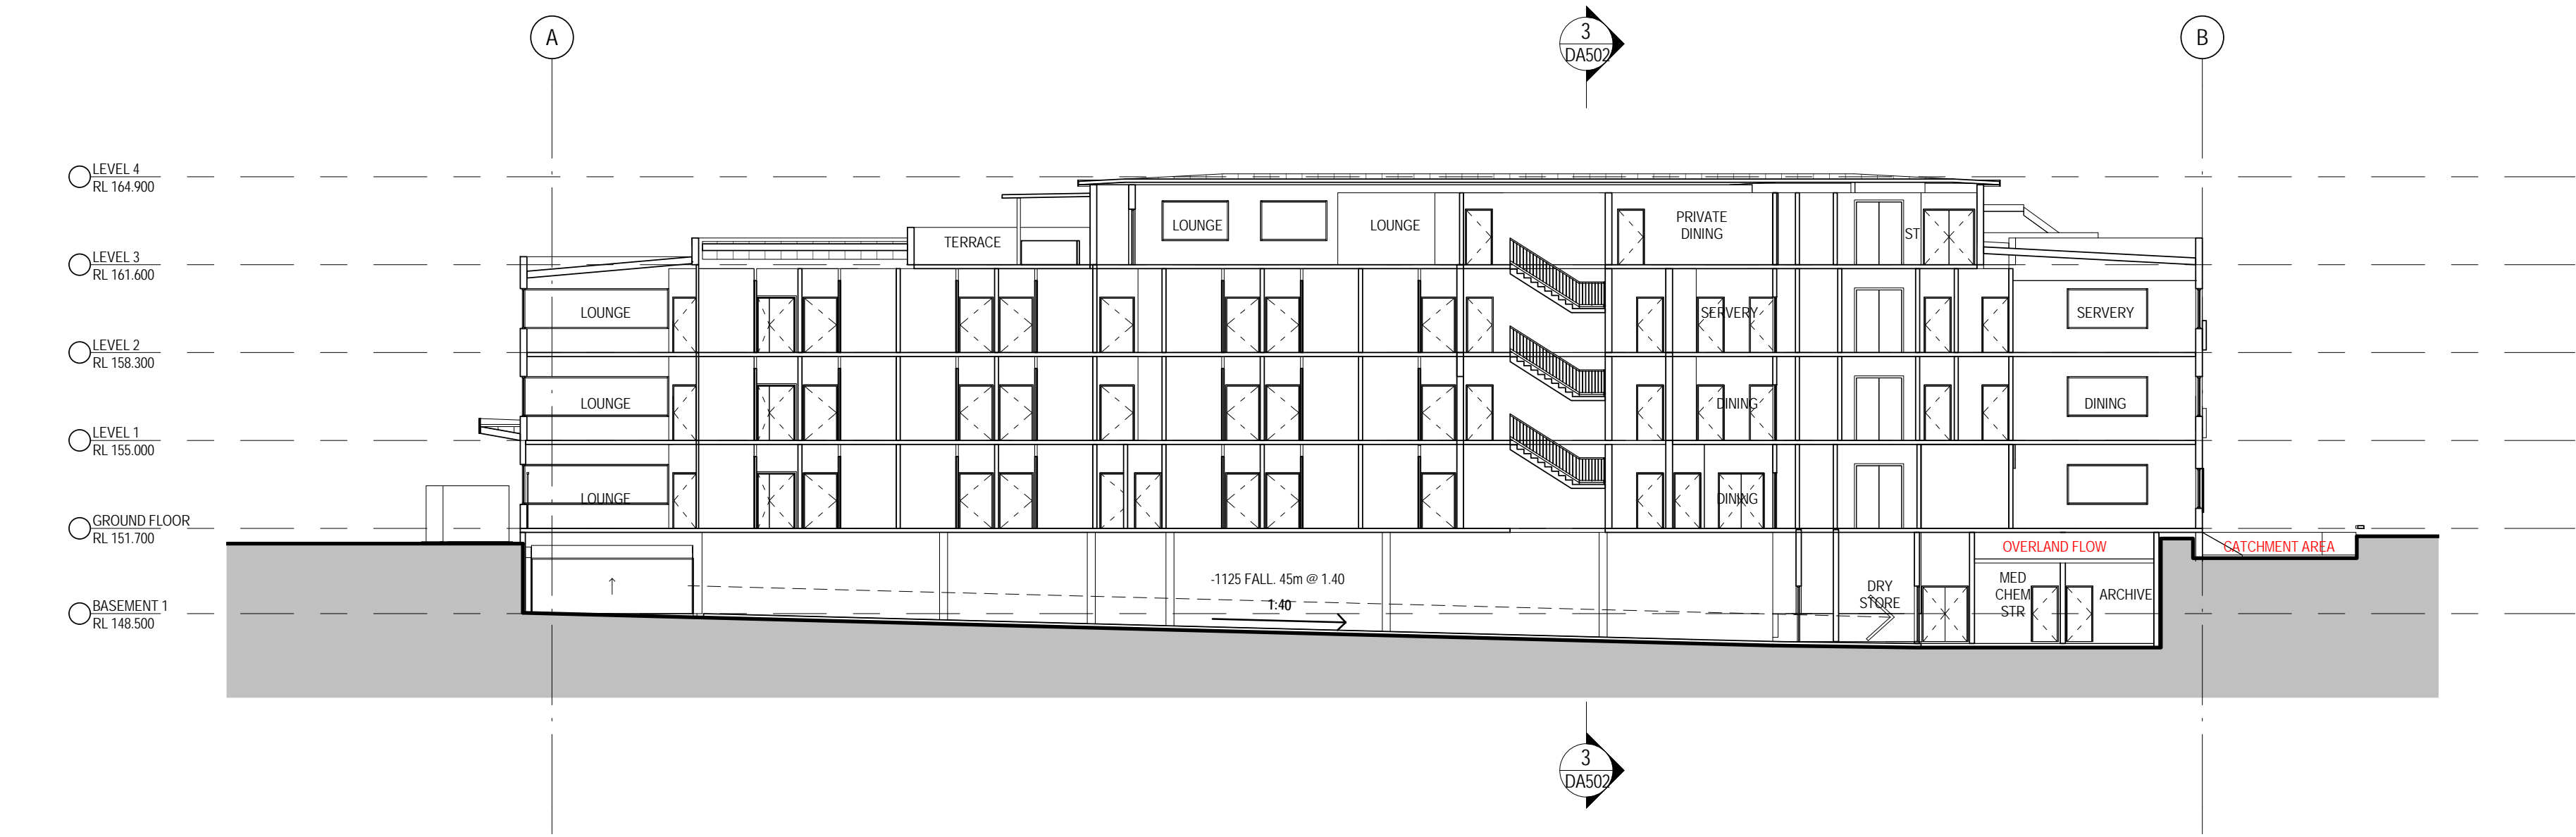 A
3
DA502
B
LEVEL 4
RL 164.900
LOUNGE
LOUNGE
PRIVATE
DINING
ST
TERRACE
LEVEL 3
RL 161.600
LOUNGE
SERVERY
SERVERY
LEVEL 2
RL 158.300
LOUNGE
DINING
DINING
LEVEL 1
RL 155.000
LOUNGE
DINING
GROUND FLOOR
RL 151.700
OVERLAND FLOW
CATCHMENT AREA
-1125 FALL. 45m @ 1.40
1:40
DRY
STORE
MED
CHEM
STR
ARCHIVE
BASEMENT 1
RL 148.500
3
DA502